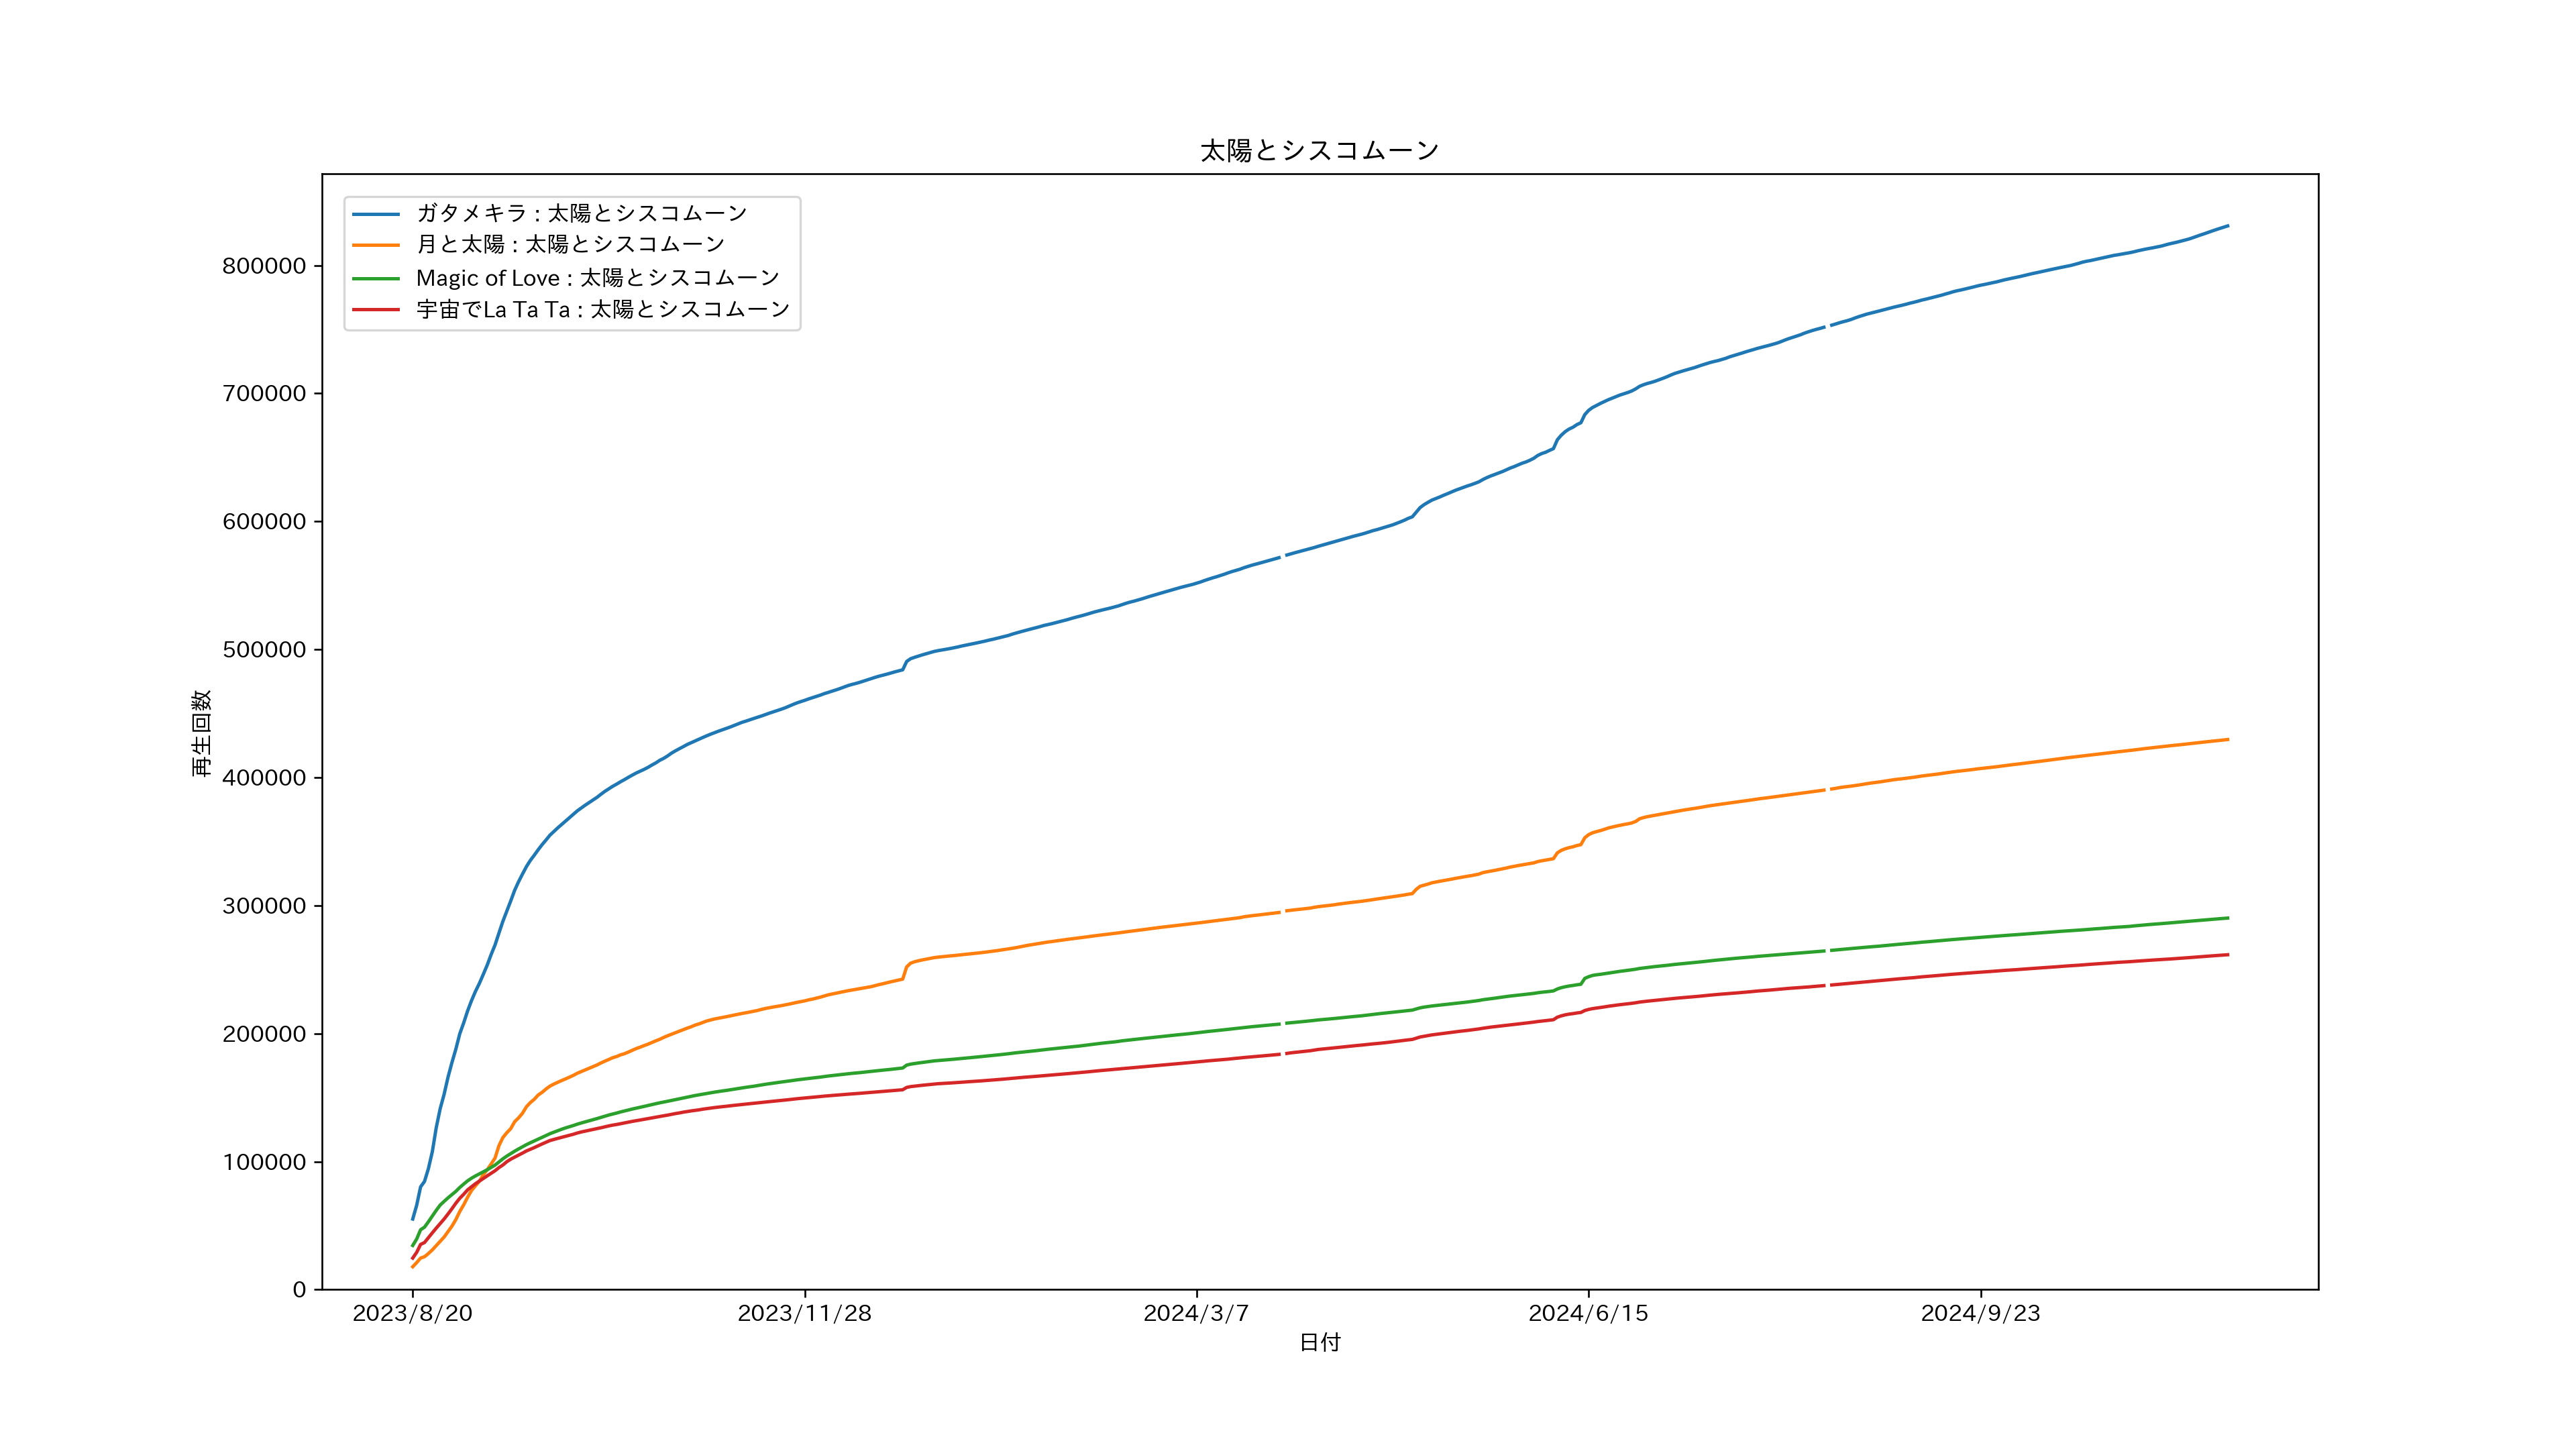 太陽とシスコムーン
ガタメキラ : 太陽とシスコムーン
月と太陽 : 太陽とシスコムーン
Magic of Love : 太陽とシスコムーン
宇宙でLa Ta Ta : 太陽とシスコムーン
800000
700000
600000
500000
400000
300000
200000
100000
0
再生回数
2023/8/20
2023/11/28
2024/3/7
2024/6/15
2024/9/23
日付